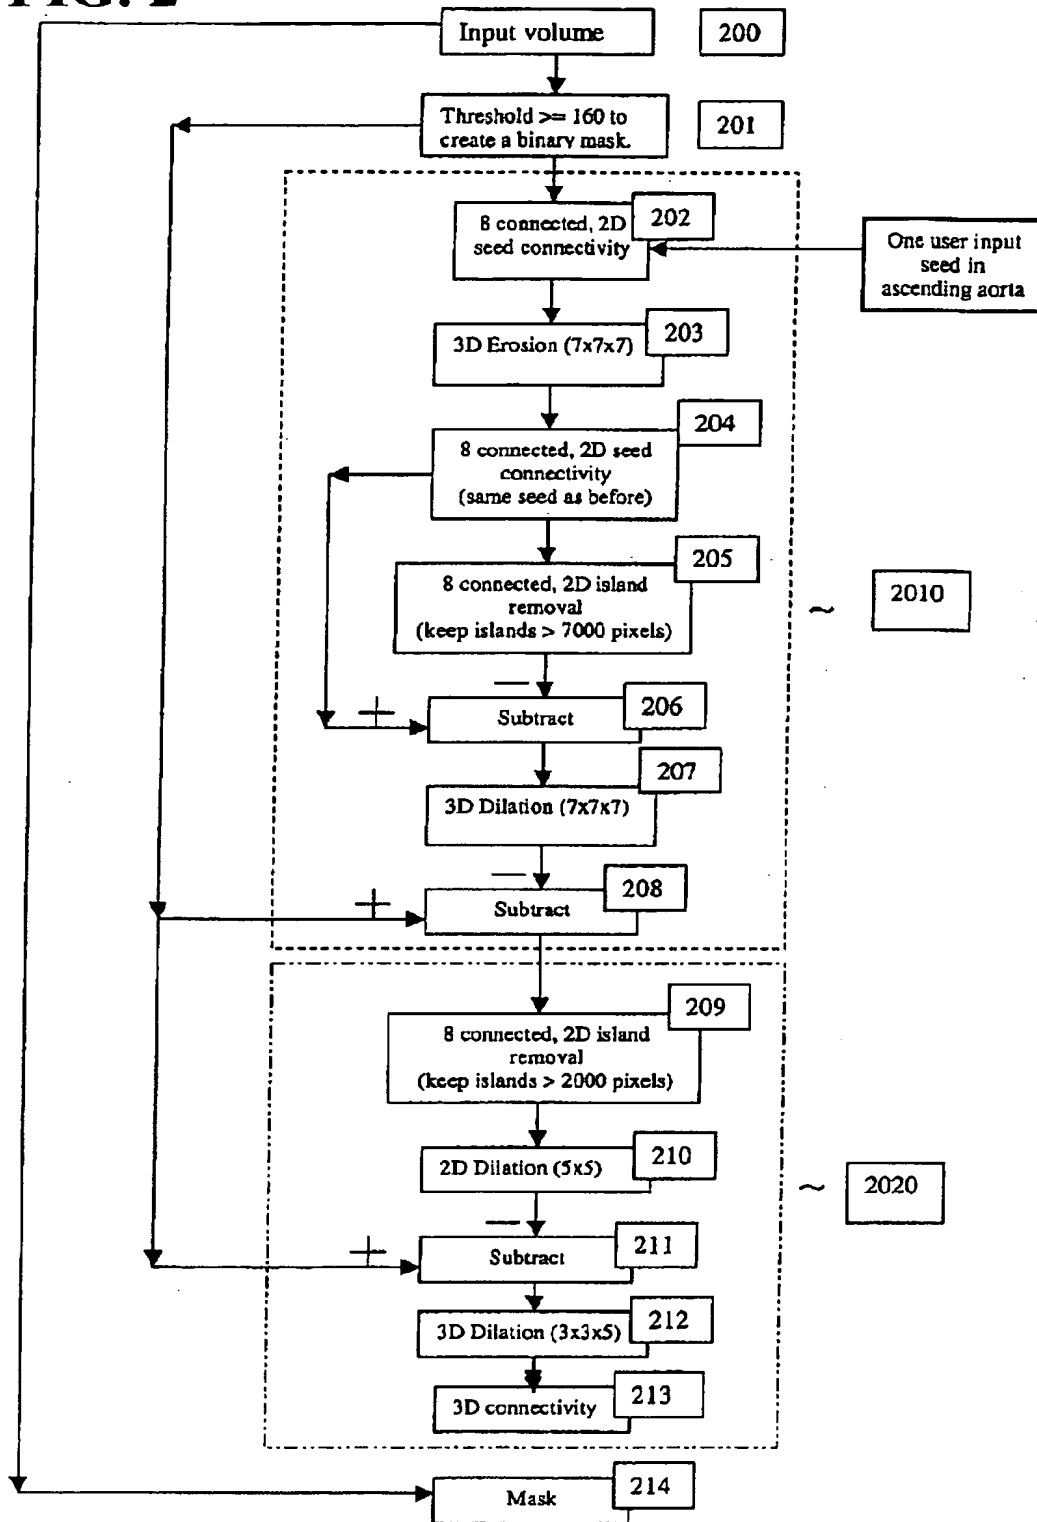 FIG. 2
Input volume
200
Threshold >= 160 to
create a binary mask.
201
8 connected, 2D
seed connectivity
202
One user input
seed in
ascending aorta
3D Erosion (7x7x7)
203
8 connected, 2D seed
connectivity
(same seed as before)
204
8 connected, 2D island
removal
(keep islands > 7000 pixels)
205
~ 2010
−
+
Subtract
206
3D Dilation (7x7x7)
207
−
+
Subtract
208
8 connected, 2D island
removal
(keep islands > 2000 pixels)
209
2D Dilation (5x5)
210
~ 2020
−
+
Subtract
211
3D Dilation (3x3x5)
212
3D connectivity
213
Mask
214